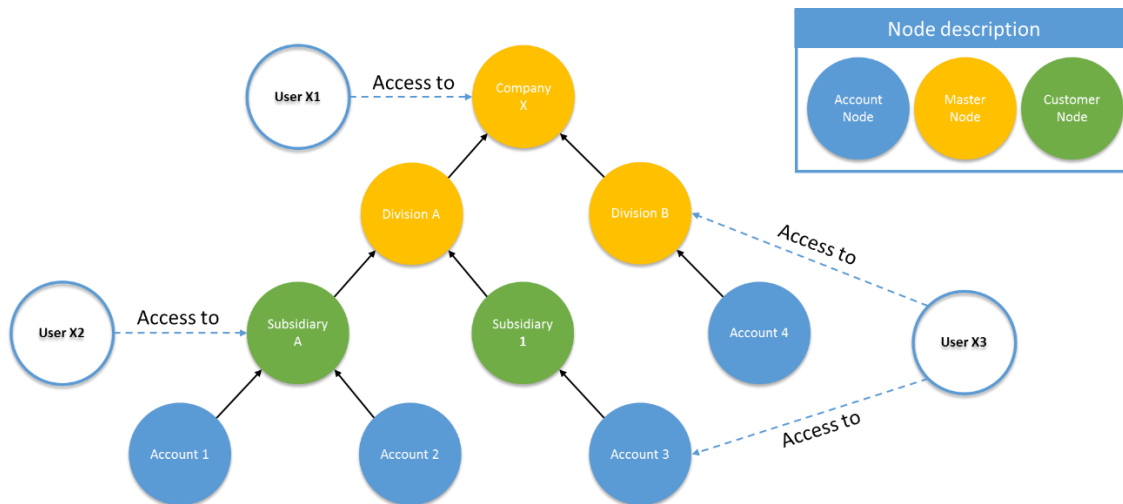 Node description
Account
Node
Master
Node
Customer
Node
User X1
Access to
Company
X
Division A
Division B
Access to
User X2
Access to
Subsidiary
A
Subsidiary
1
Account 4
User X3
Access to
Account 1
Account 2
Account 3